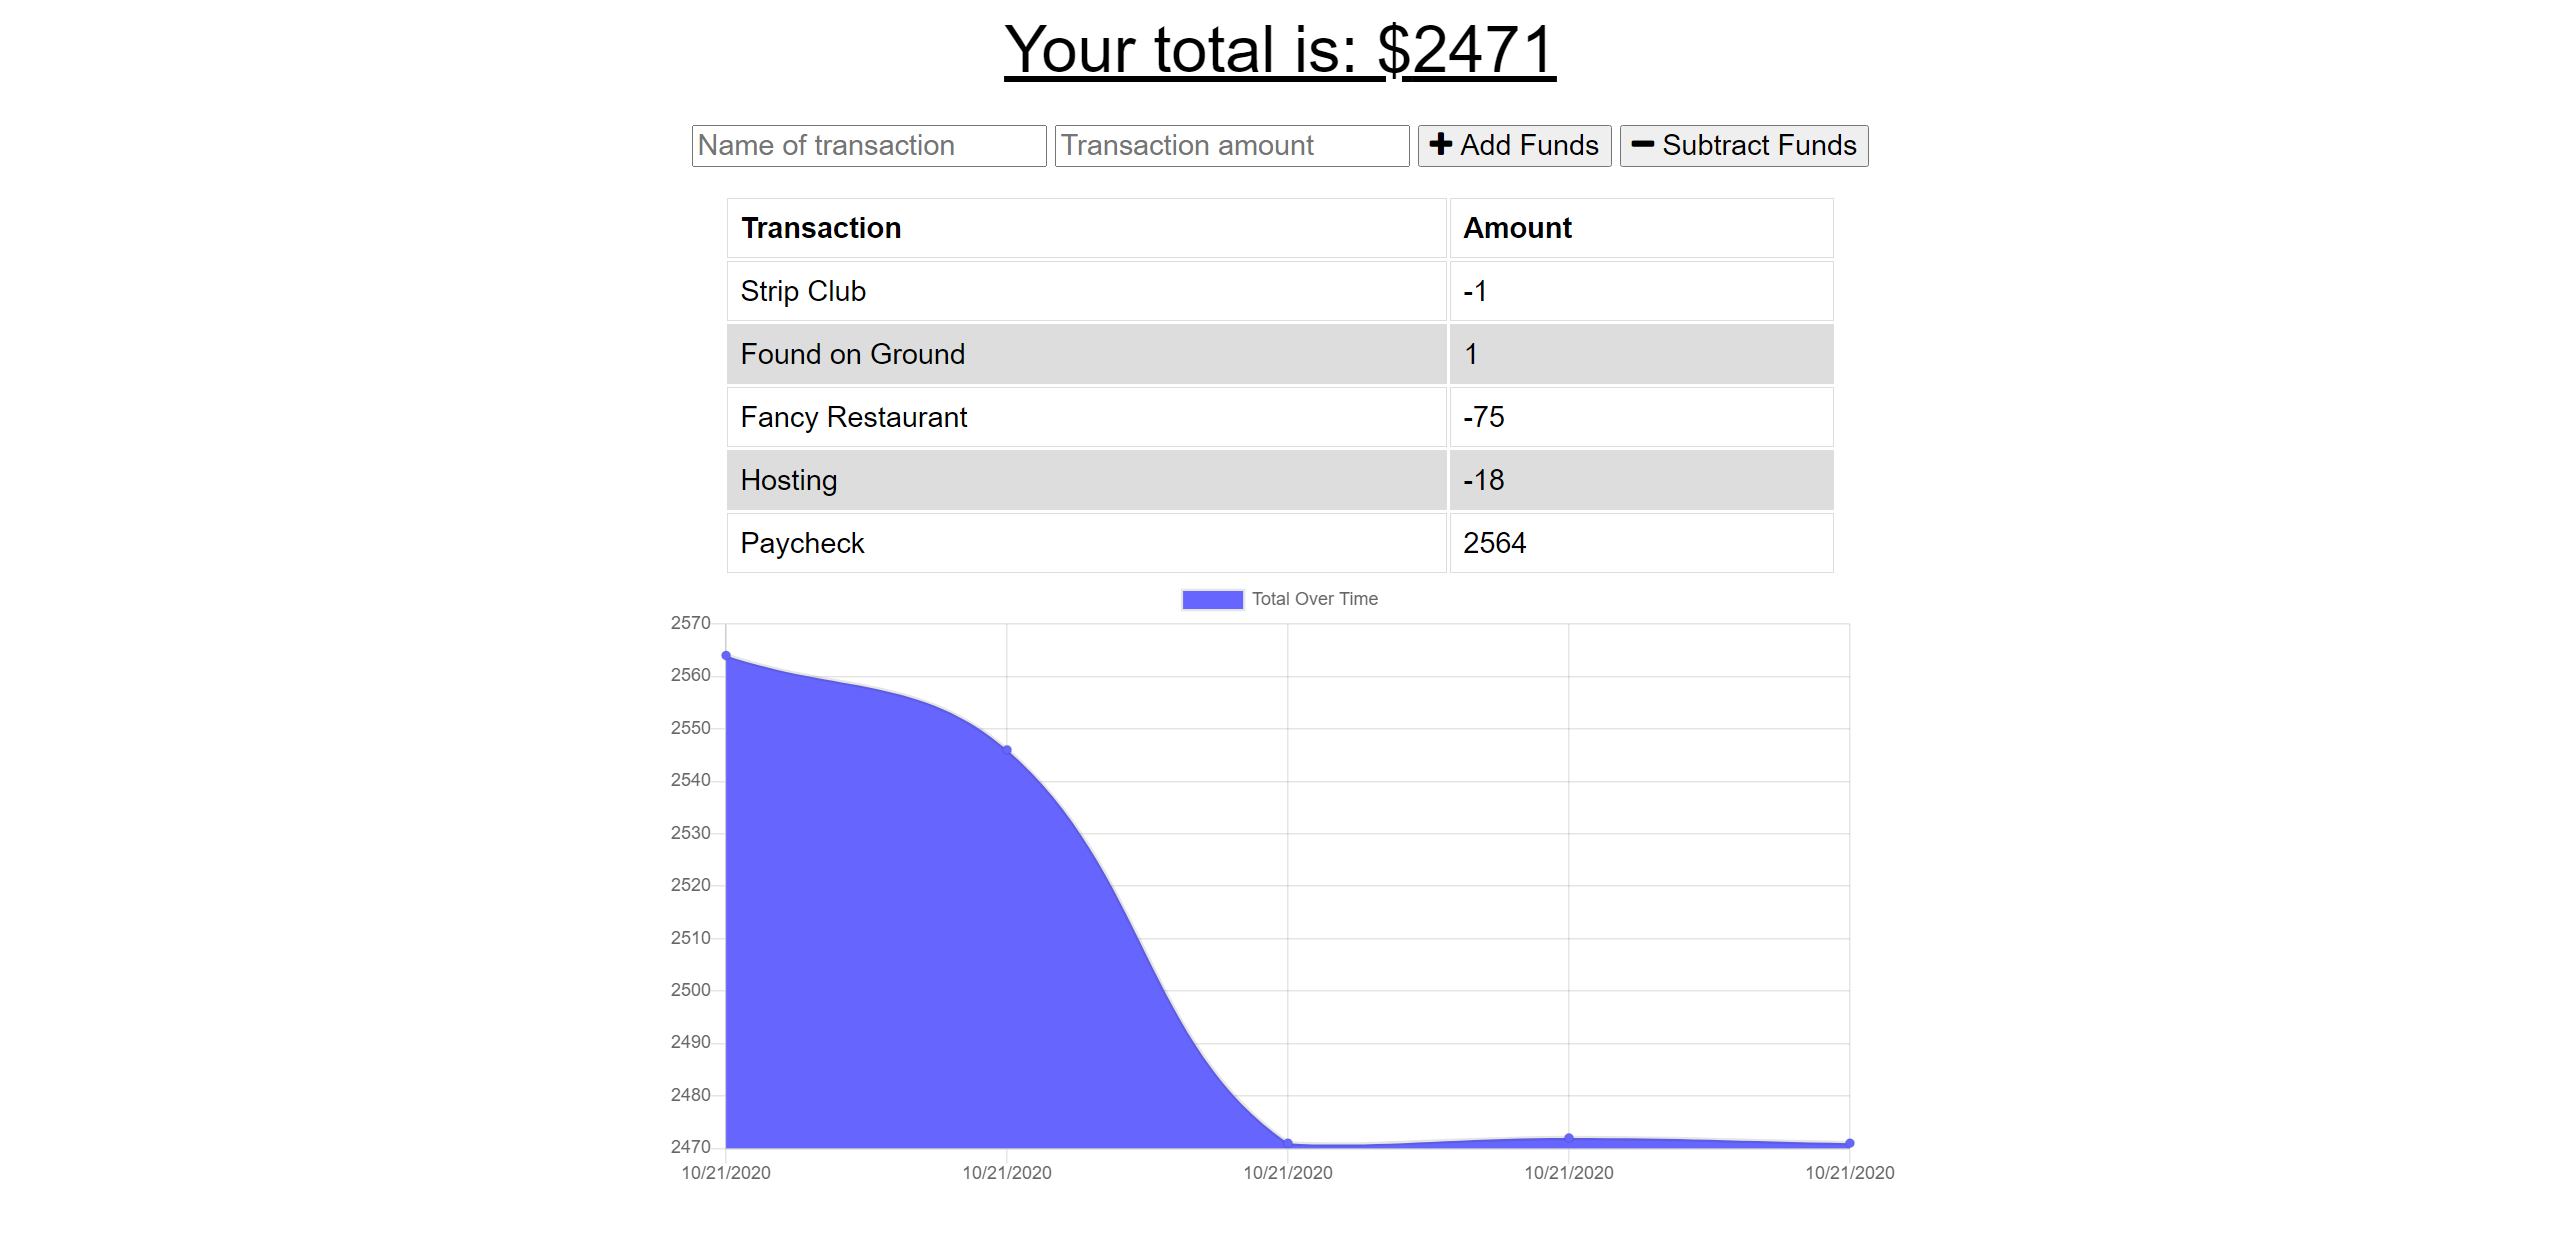 Your total is: $2471
Name of transaction Transaction amount Add Funds Subtract Funds
Transaction Amount
Strip Club -1
Found on Ground 1
Fancy Restaurant -75
Hosting -18
Paycheck 2564
Total Over Time
2570
2560
2550
2540
2530
2520
2510
2500
2490
2480
2470
10/21/2020 10/21/2020 10/21/2020 10/21/2020 10/21/2020